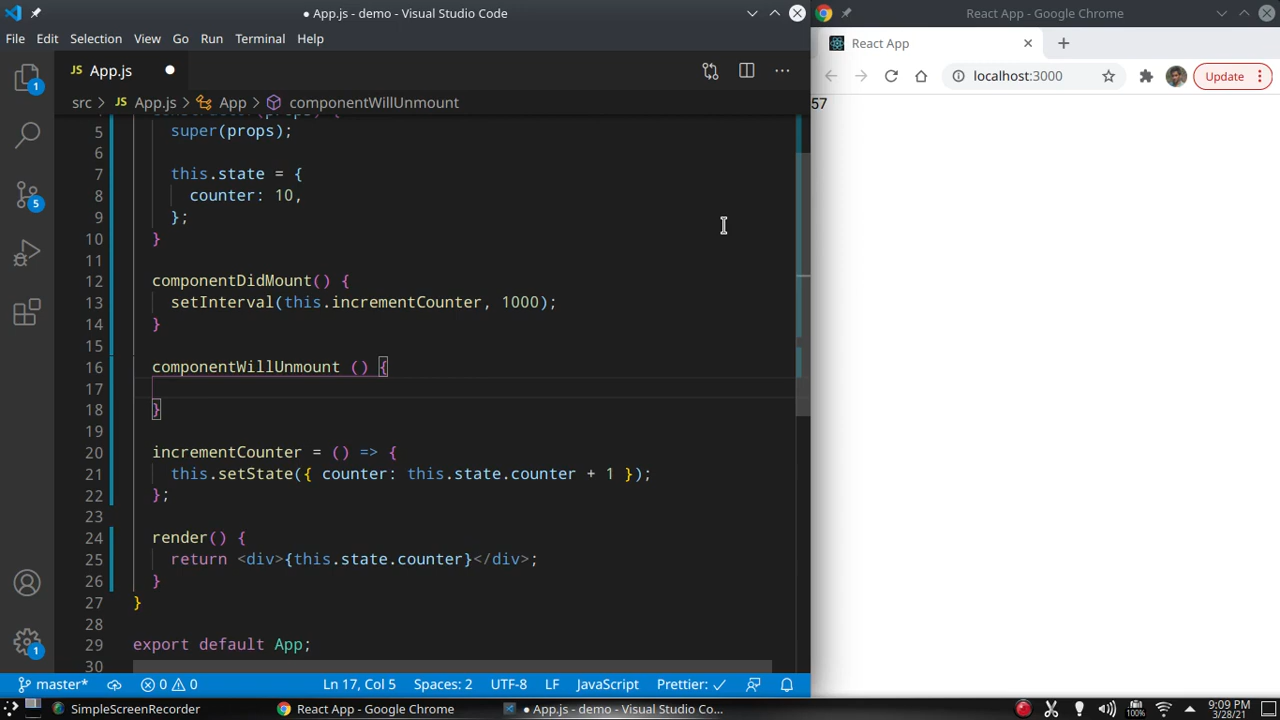 ● App.js - demo - Visual Studio Code
File Edit Selection View Go Run Terminal Help
JS App.js ●
src > JS App.js > App > componentWillUnmount
5 super(props);
6
7 this.state = {
8 counter: 10,
9 };
10 }
11
12 componentDidMount() {
13 setInterval(this.incrementCounter, 1000);
14 }
15
16 componentWillUnmount () {
17
18 }
19
20 incrementCounter = () => {
21 this.setState({ counter: this.state.counter + 1 });
22 };
23
24 render() {
25 return <div>{this.state.counter}</div>;
26 }
27 }
28
29 export default App;
30
1
5
1
master* 0 0 Ln 17, Col 5 Spaces: 2 UTF-8 LF JavaScript Prettier: ✓
React App - Google Chrome
React App
localhost:3000 Update
57
SimpleScreenRecorder React App - Google Chrome ● App.js - demo - Visual Studio Co... 100% 9:09 PM
3/28/21